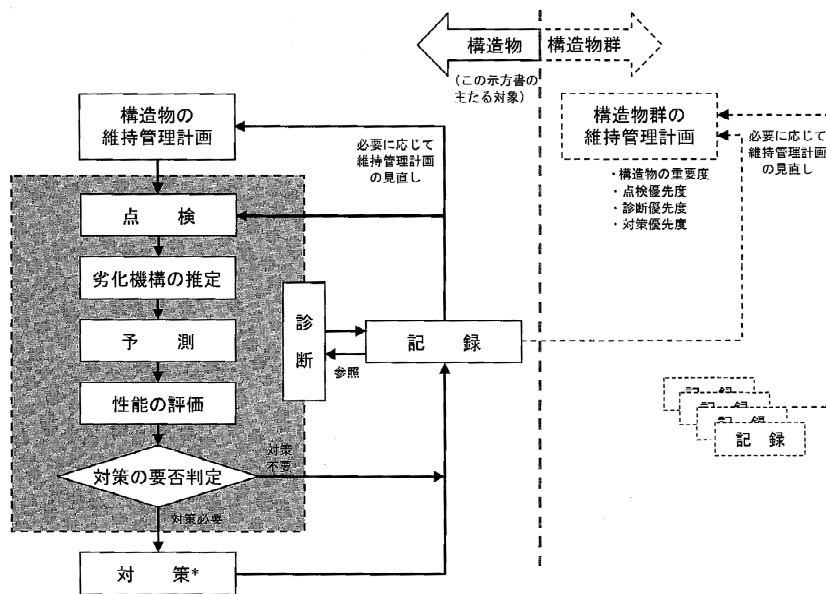 構造物
構造物群
（この示方書の
主たる対象）
構造物の
維持管理計画
必要に応じて
維持管理計画
の見直し
構造物群の
維持管理計画
必要に応じて
維持管理計画
の見直し
・構造物の重要度
・点検優先度
・診断優先度
・対策優先度
点　検
劣化機構の推定
診
断
記　録
予　測
参照
性能の評価
記　録
記　録
記　録
記　録
対策
不要
対策の要否判定
対策必要
対　策*